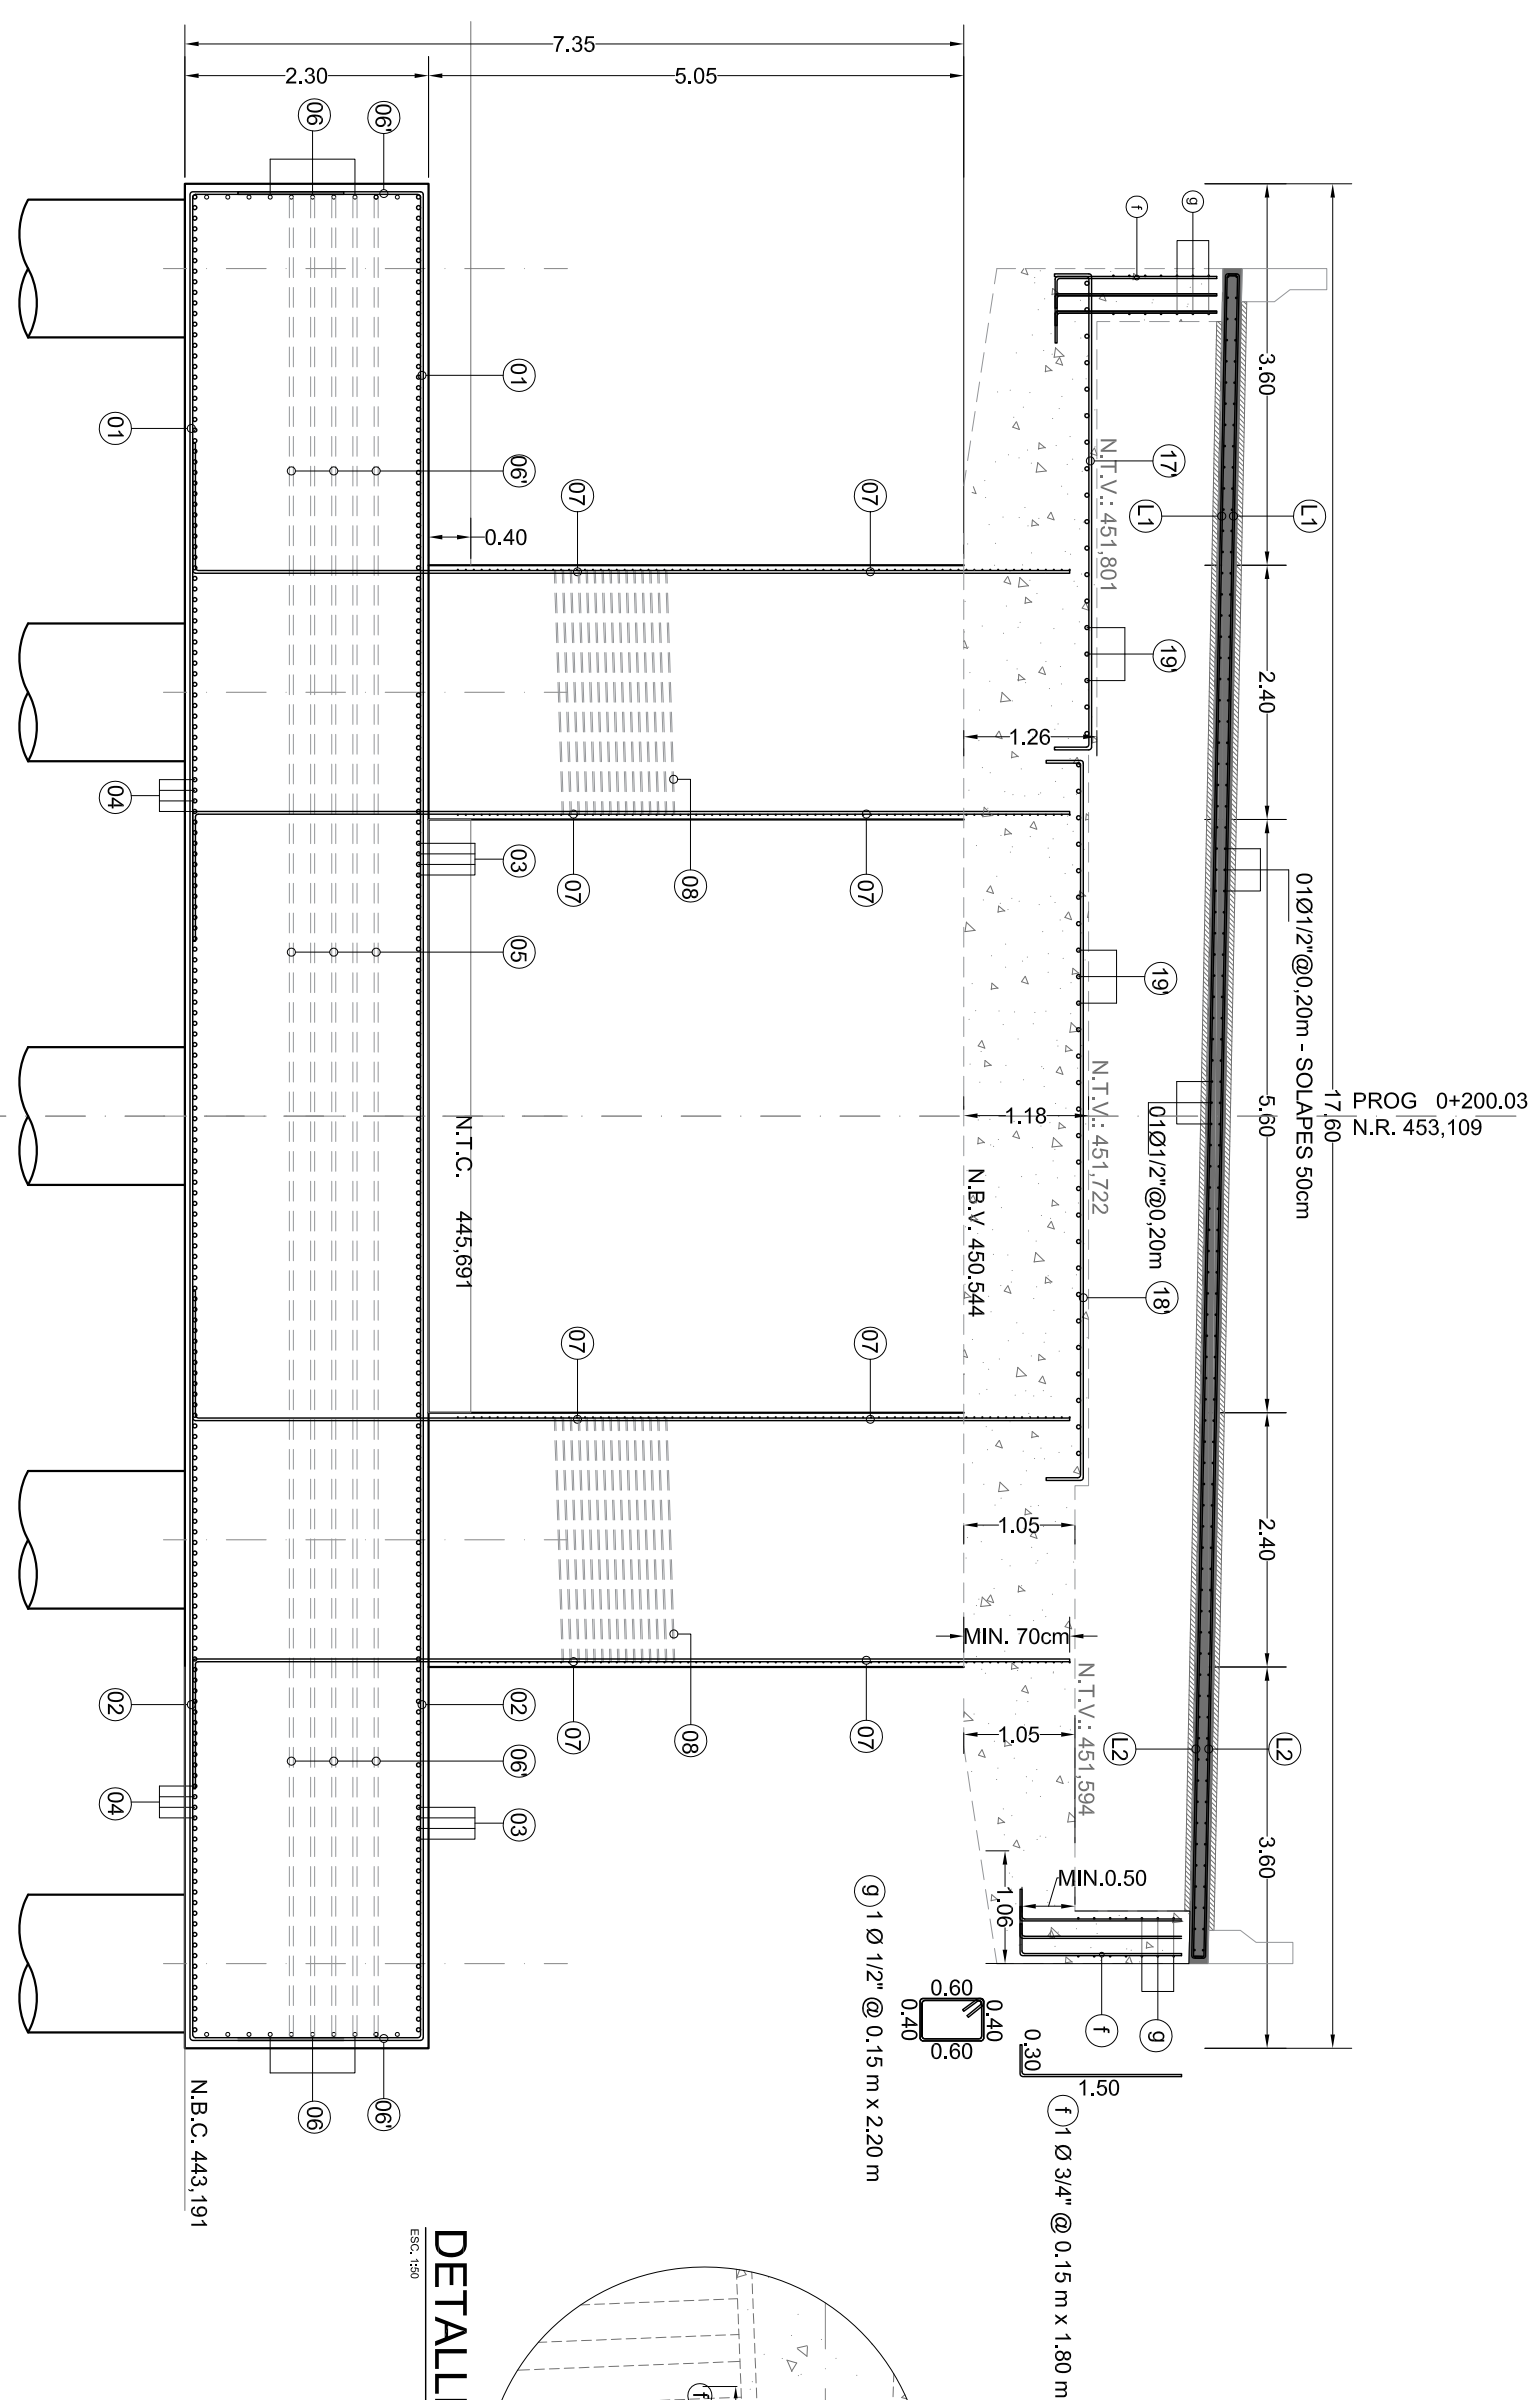 7.35
2.30
5.05
06
06'
01
01
06'
07
07
0.40
04
03
07
08
07
05
N.T.C. 445,691
N.B.V. 450.544
07
07
02
02
04
06'
03
07
08
07
06
06'
N.B.C. 443,191
f
g
17'
N.T.V.: 451,801
L1
L1
19'
1.26
19'
1.18
N.T.V.: 451,722
18'
01Ø1/2"@0,20m - SOLAPES 50cm
01Ø1/2"@0,20m
3.60
2.40
5.60
2.40
3.60
17.60
PROG 0+200.03
N.R. 453,109
1.05
MIN. 70cm
1.05
N.T.V.: 451,594
L2
L2
MIN.0.50
1.06
f
g
g 1 Ø 1/2" @ 0.15 m x 2.20 m
0.60
0.40
0.40
0.60
0.30
1.50
f 1 Ø 3/4" @ 0.15 m x 1.80 m
ESC. 1:50
f